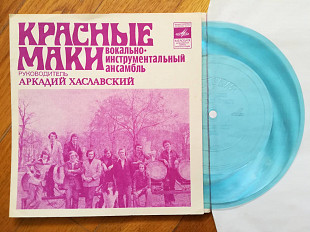 КРАСНЫЕ
МАКИ
ВОКАЛЬНО-
ИНСТРУМЕНТАЛЬНЫЙ
АНСАМБЛЬ
РУКОВОДИТЕЛЬ
АРКАДИЙ ХАСЛАВСКИЙ